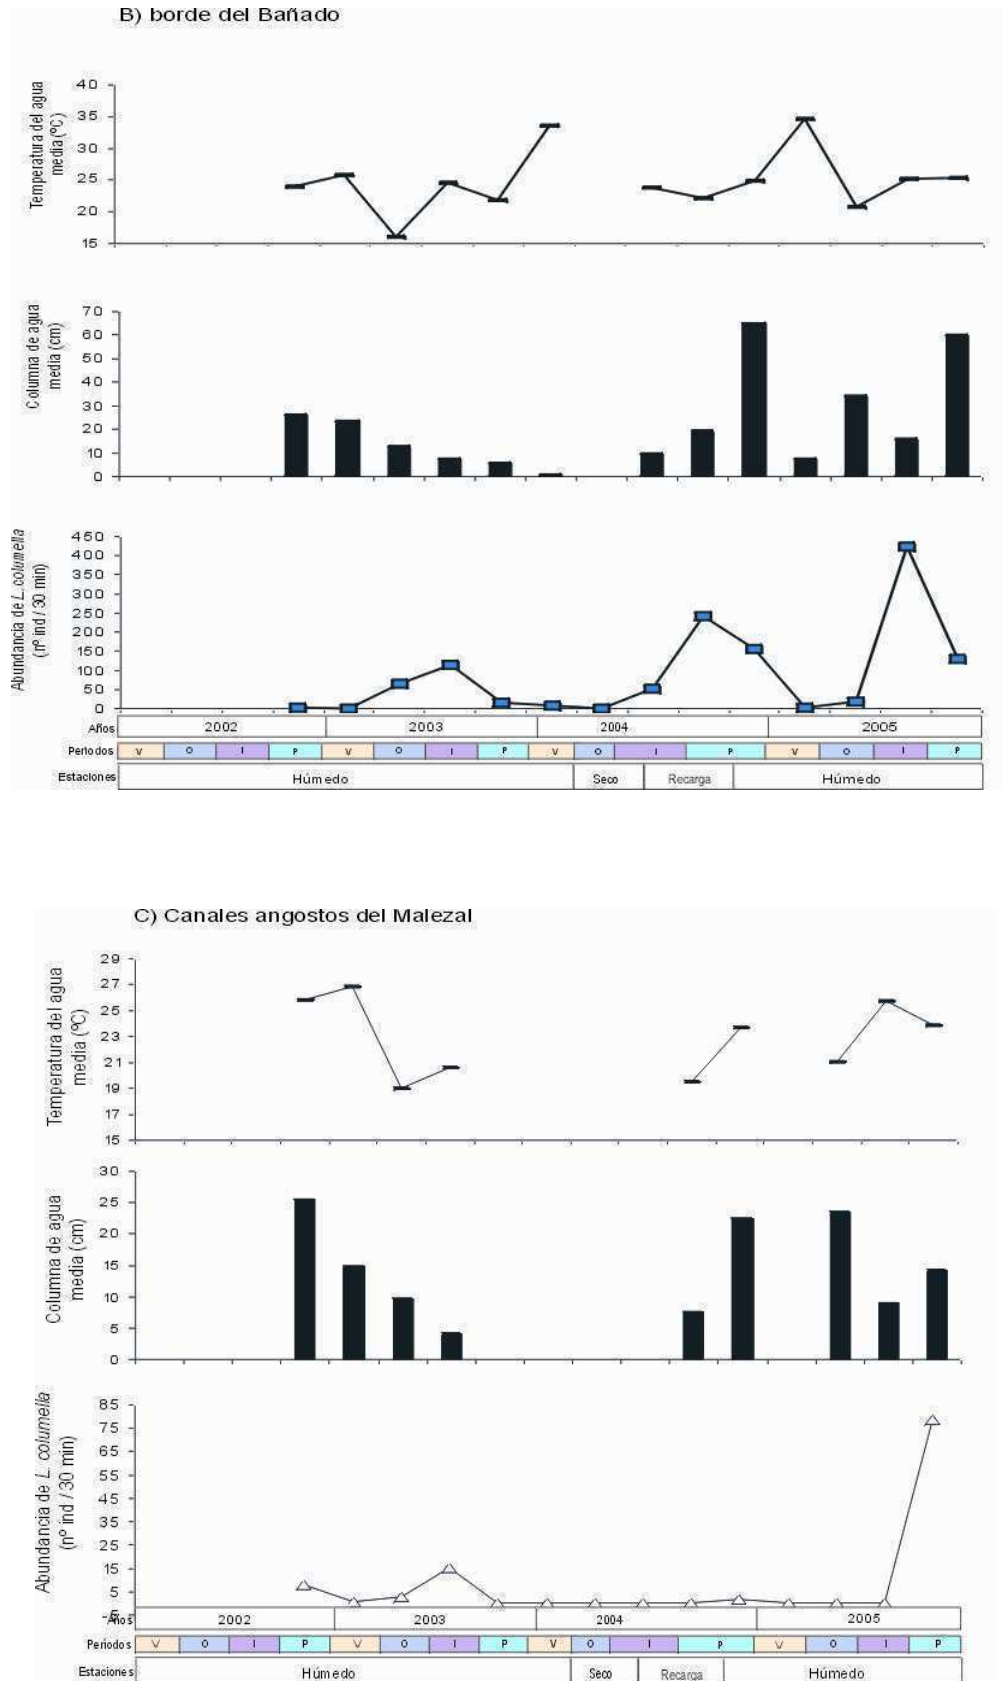 B) borde del Bañado
Temperatura del agua
media (ºC)
40
35
30
25
20
15
Columna de agua
media (cm)
70
60
50
40
30
20
10
0
Abundancia de L.columella
(nº ind / 30 min)
450
400
350
300
250
200
150
100
50
0
Años 2002 2003 2004 2005
Periodos V O I P V O I P V O I P V O I P
Estaciones Húmedo Seco Recarga Húmedo
C) Canales angostos del Malezal
Temperatura del agua
media (ºC)
29
27
25
23
21
19
17
15
Columna de agua
media (cm)
30
25
20
15
10
5
0
Abundancia de L. columella
(nº ind / 30 min)
85
75
65
55
45
35
25
15
5
Años 2002 2003 2004 2005
Periodos V O I P V O I P V O I P V O I P
Estaciones Húmedo Seco Recarga Húmedo